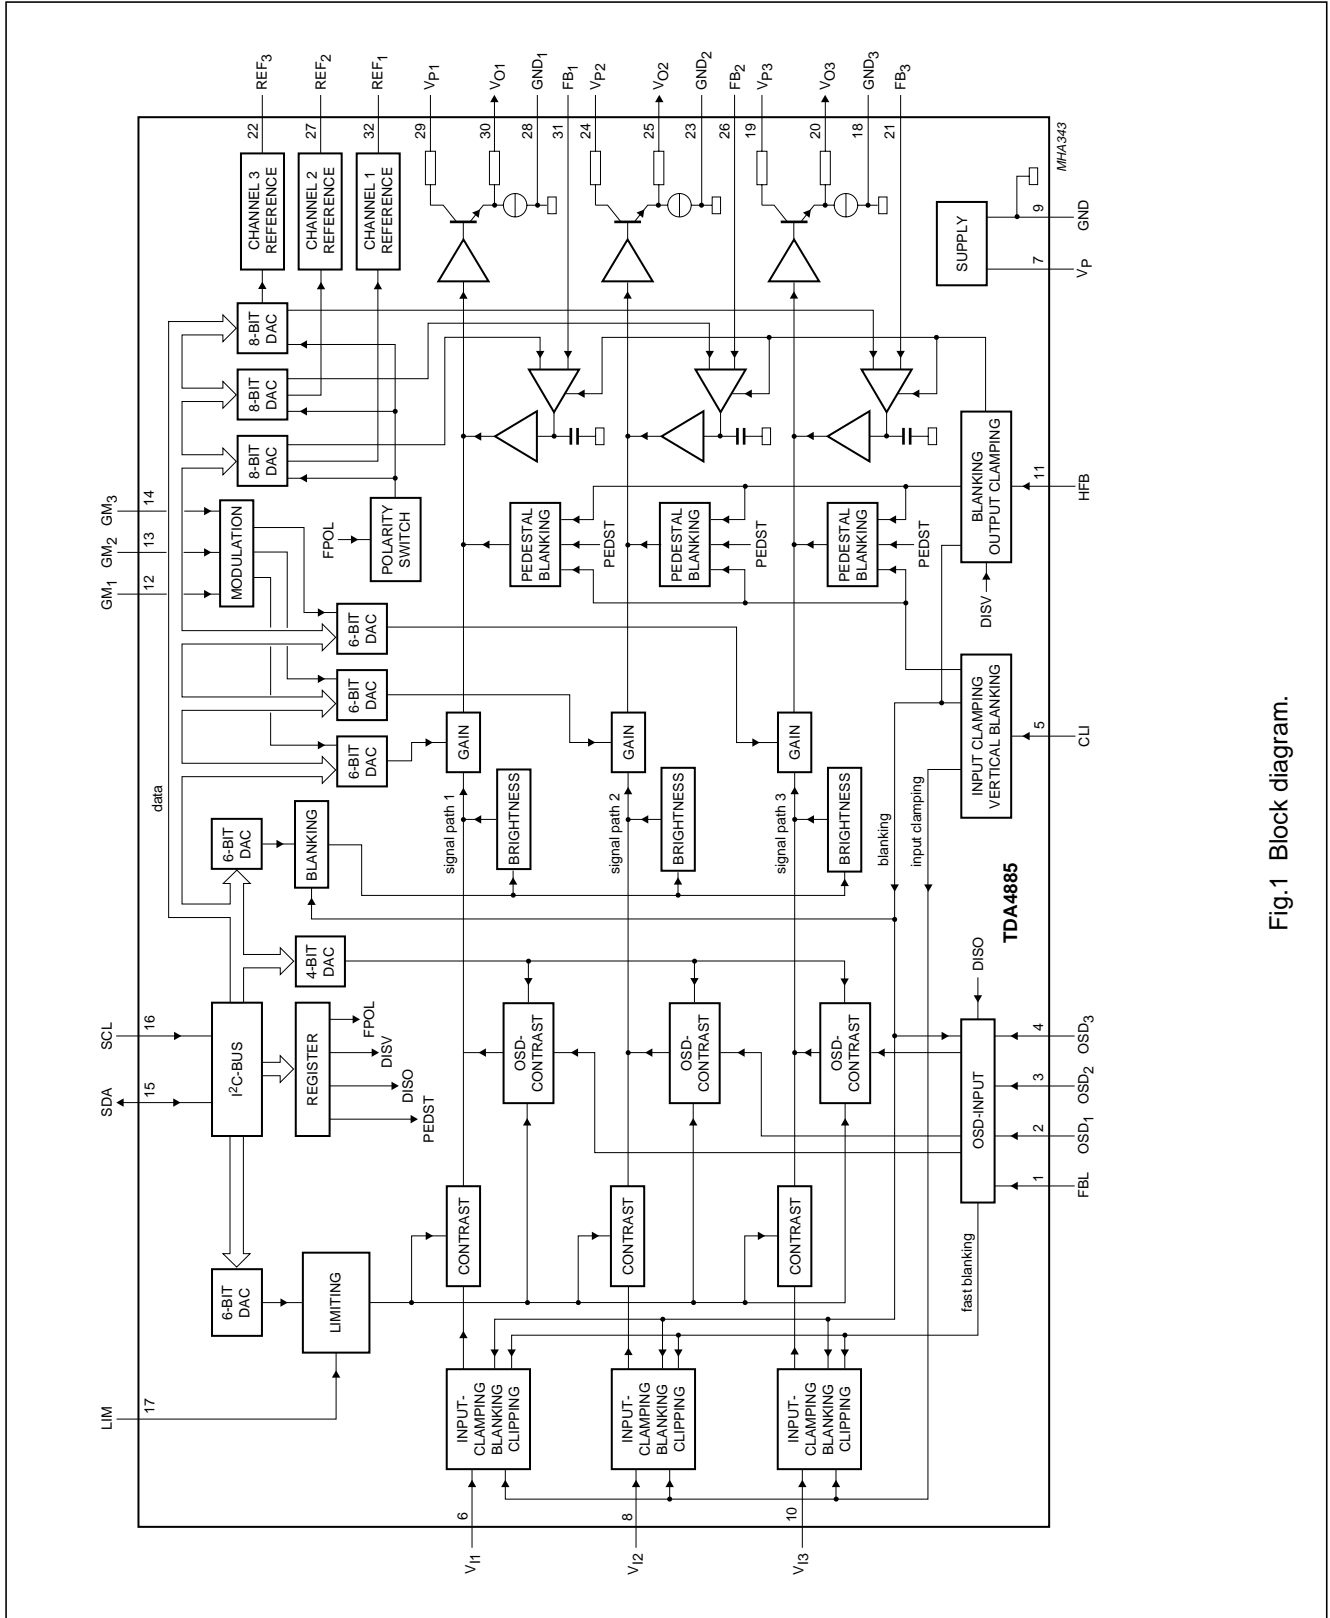 LIM
17
SDA
15
SCL
16
GM1
12
GM2
13
GM3
14
data
6-BIT
DAC
LIMITING
I2C-BUS
REGISTER
PEDST
DISO
DISV
FPOL
4-BIT
DAC
6-BIT
DAC
BLANKING
6-BIT
DAC
6-BIT
DAC
6-BIT
DAC
MODULATION
FPOL
POLARITY
SWITCH
8-BIT
DAC
8-BIT
DAC
8-BIT
DAC
CHANNEL 3
REFERENCE
CHANNEL 2
REFERENCE
CHANNEL 1
REFERENCE
22
REF3
27
REF2
32
REF1
VI1
6
INPUT-
CLAMPING
BLANKING
CLIPPING
CONTRAST
OSD-
CONTRAST
signal path 1
BRIGHTNESS
GAIN
PEDESTAL
BLANKING
PEDST
29
VP1
30
VO1
28
GND1
31
FB1
VI2
8
INPUT-
CLAMPING
BLANKING
CLIPPING
CONTRAST
OSD-
CONTRAST
signal path 2
BRIGHTNESS
GAIN
PEDESTAL
BLANKING
PEDST
24
VP2
25
VO2
23
GND2
26
FB2
VI3
10
INPUT-
CLAMPING
BLANKING
CLIPPING
CONTRAST
OSD-
CONTRAST
signal path 3
BRIGHTNESS
GAIN
PEDESTAL
BLANKING
PEDST
19
VP3
20
VO3
18
GND3
21
FB3
blanking
input clamping
fast blanking
OSD-INPUT
DISO
TDA4885
INPUT CLAMPING
VERTICAL BLANKING
DISV
BLANKING
OUTPUT CLAMPING
SUPPLY
1
FBL
2
OSD1
3
OSD2
4
OSD3
5
CLI
11
HFB
7
VP
9
GND
MHA343
Fig.1 Block diagram.